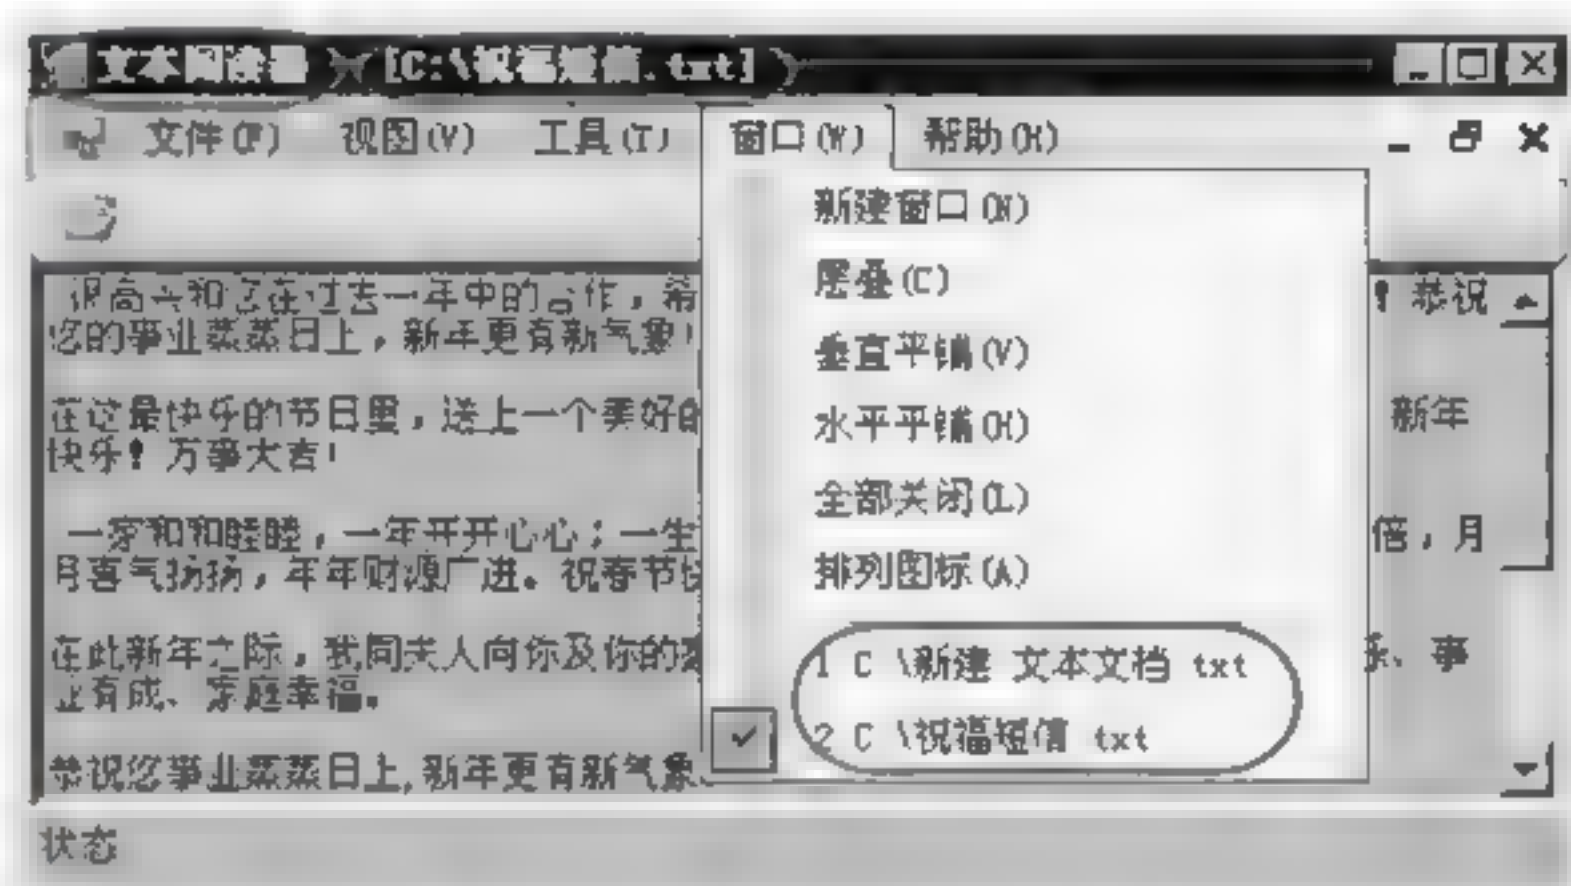 文本阅读器 - [C:\祝福短信.txt]
文件(F) 视图(V) 工具(T) 窗口(W) 帮助(H)
新建窗口(N)
层叠(C)
垂直平铺(V)
水平平铺(H)
全部关闭(L)
排列图标(A)
1 C \新建 文本文档 txt
2 C \祝福短信 txt
很高兴和您在过去一年中的合作，希 ！恭祝
您的事业蒸蒸日上，新年更有新气象！
在这最快乐的节日里，送上一个美好的 新年
快乐！万事大吉！
一家和和睦睦，一年开开心心；一生 倍，月
月喜气扬扬，年年财源广进。祝春节快
在此新年之际，我同夫人向你及你的家 乐、事
业有成、家庭幸福。
恭祝您事业蒸蒸日上,新年更有新气象。
状态